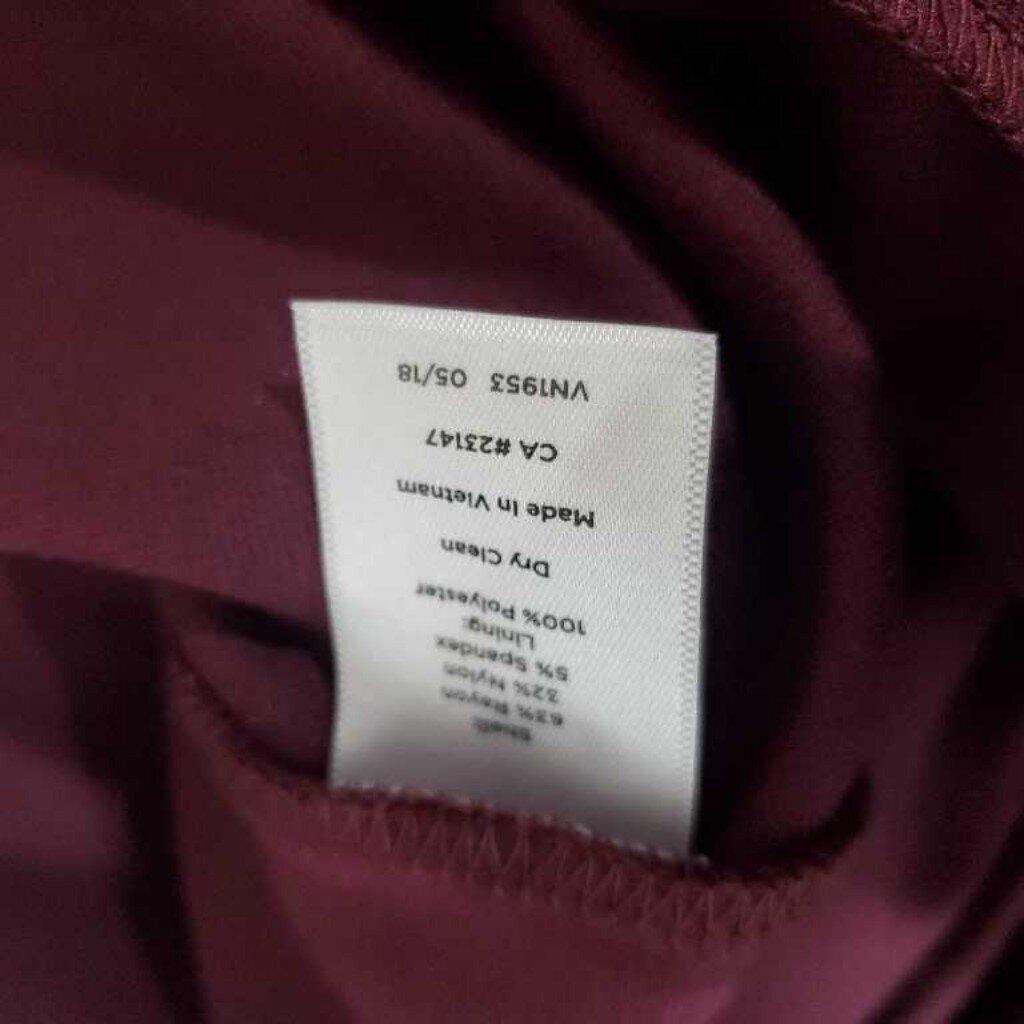 Shell:
63% Rayon
32% Nylon
5% Spandex
Lining:
100% Polyester
Dry Clean
Made In Vietnam
CA #23147
VN1953 05/18